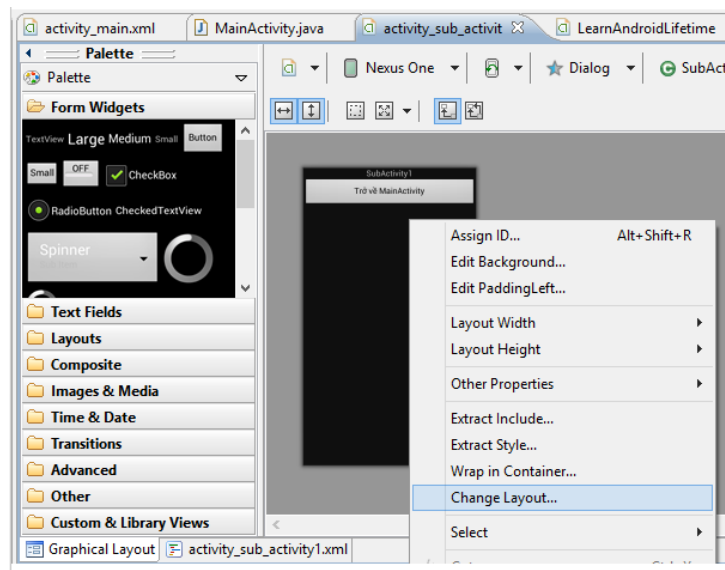 activity_main.xml MainActivity.java activity_sub_activit LearnAndroidLifetime
Palette
Palette
Nexus One Dialog SubAct
Form Widgets
TextView Large Medium Small Button
Small OFF CheckBox
RadioButton CheckedTextView
Spinner
SubActivity1
Trở về MainActivity
Text Fields
Layouts
Composite
Images & Media
Time & Date
Transitions
Advanced
Other
Custom & Library Views
Assign ID... Alt+Shift+R
Edit Background...
Edit PaddingLeft...
Layout Width
Layout Height
Other Properties
Extract Include...
Extract Style...
Wrap in Container...
Change Layout...
Select
Graphical Layout activity_sub_activity1.xml